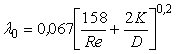 λ₀ = 0,067[158/Re + 2K/D]^0,2